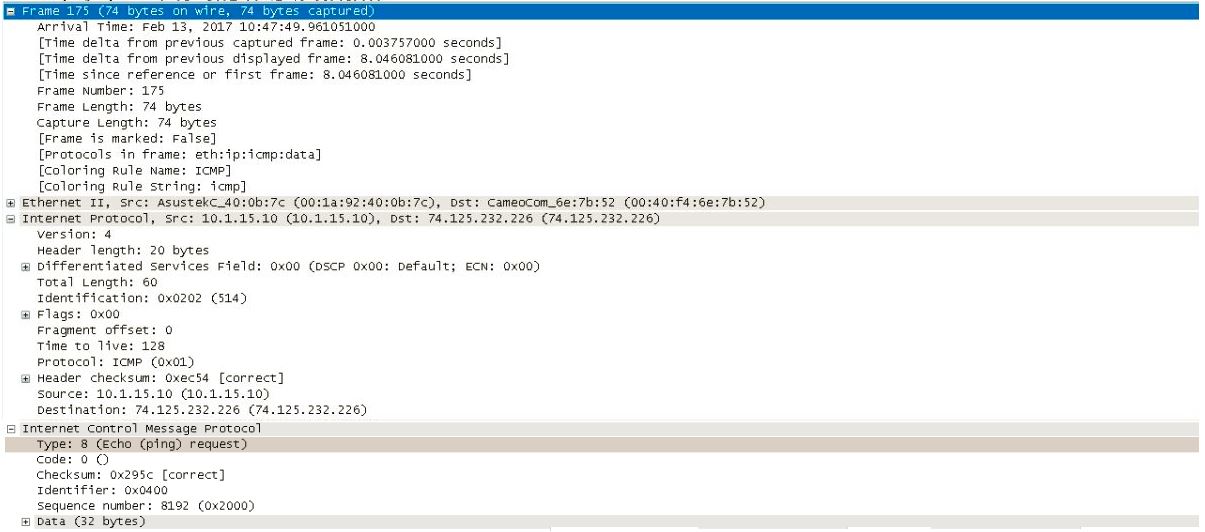 Frame 175 (74 bytes on wire, 74 bytes captured)
Arrival Time: Feb 13, 2017 10:47:49.961051000
[Time delta from previous captured frame: 0.003757000 seconds]
[Time delta from previous displayed frame: 8.046081000 seconds]
[Time since reference or first frame: 8.046081000 seconds]
Frame Number: 175
Frame Length: 74 bytes
Capture Length: 74 bytes
[Frame is marked: False]
[Protocols in frame: eth:ip:icmp:data]
[Coloring Rule Name: ICMP]
[Coloring Rule String: icmp]
Ethernet II, Src: AsustekC_40:0b:7c (00:1a:92:40:0b:7c), Dst: CameoCom_6e:7b:52 (00:40:f4:6e:7b:52)
Internet Protocol, Src: 10.1.15.10 (10.1.15.10), Dst: 74.125.232.226 (74.125.232.226)
Version: 4
Header length: 20 bytes
Differentiated Services Field: 0x00 (DSCP 0x00: Default; ECN: 0x00)
Total Length: 60
Identification: 0x0202 (514)
Flags: 0x00
Fragment offset: 0
Time to live: 128
Protocol: ICMP (0x01)
Header checksum: 0xec54 [correct]
Source: 10.1.15.10 (10.1.15.10)
Destination: 74.125.232.226 (74.125.232.226)
Internet Control Message Protocol
Type: 8 (Echo (ping) request)
Code: 0 ()
Checksum: 0x295c [correct]
Identifier: 0x0400
Sequence number: 8192 (0x2000)
Data (32 bytes)